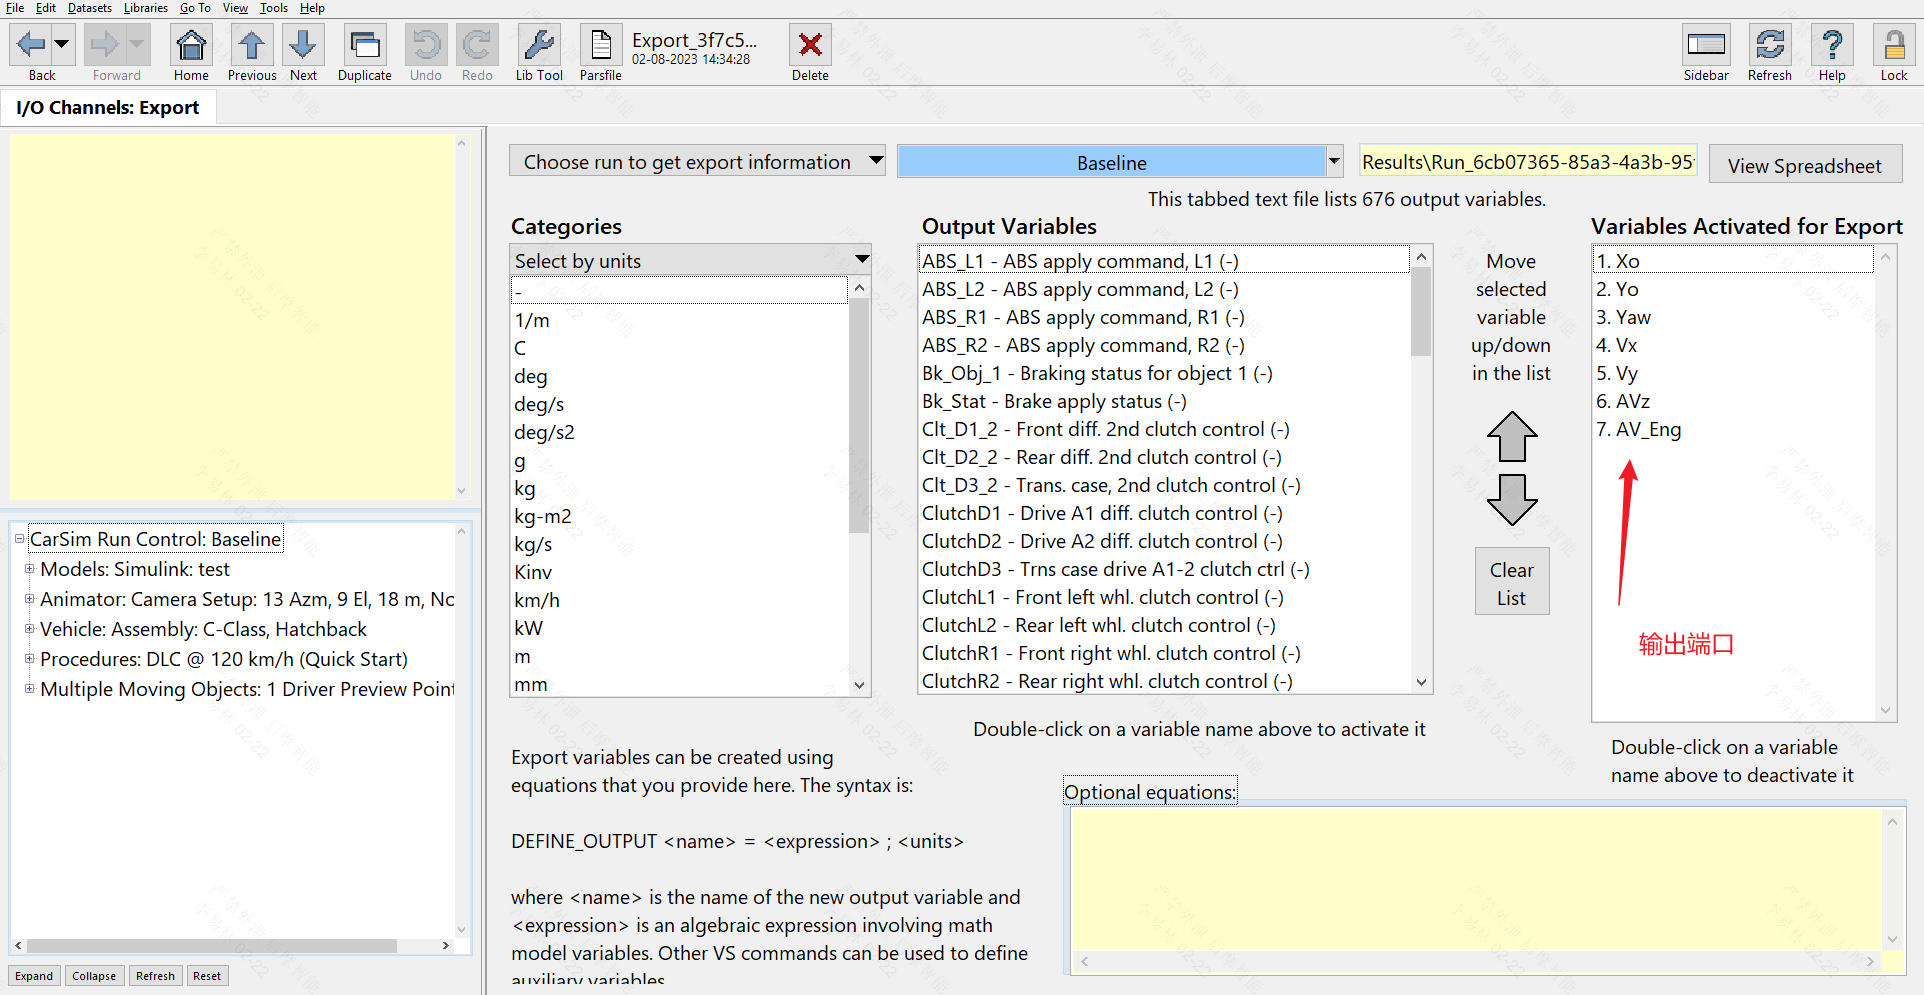 File Edit Datasets Libraries Go To View Tools Help
Back Forward Home Previous Next Duplicate Undo Redo Lib Tool Parsfile
Export_3f7c5...
02-08-2023 14:34:28
Delete Sidebar Refresh Help Lock
I/O Channels: Export
Choose run to get export information
Baseline
Results\Run_6cb07365-85a3-4a3b-95
View Spreadsheet
This tabbed text file lists 676 output variables.
Categories
Select by units
-
1/m
C
deg
deg/s
deg/s2
g
kg
kg-m2
kg/s
Kinv
km/h
kW
m
mm
Output Variables
ABS_L1 - ABS apply command, L1 (-)
ABS_L2 - ABS apply command, L2 (-)
ABS_R1 - ABS apply command, R1 (-)
ABS_R2 - ABS apply command, R2 (-)
Bk_Obj_1 - Braking status for object 1 (-)
Bk_Stat - Brake apply status (-)
Clt_D1_2 - Front diff. 2nd clutch control (-)
Clt_D2_2 - Rear diff. 2nd clutch control (-)
Clt_D3_2 - Trans. case, 2nd clutch control (-)
ClutchD1 - Drive A1 diff. clutch control (-)
ClutchD2 - Drive A2 diff. clutch control (-)
ClutchD3 - Trns case drive A1-2 clutch ctrl (-)
ClutchL1 - Front left whl. clutch control (-)
ClutchL2 - Rear left whl. clutch control (-)
ClutchR1 - Front right whl. clutch control (-)
ClutchR2 - Rear right whl. clutch control (-)
Double-click on a variable name above to activate it
Move
selected
variable
up/down
in the list
Clear
List
Variables Activated for Export
1. Xo
2. Yo
3. Yaw
4. Vx
5. Vy
6. AVz
7. AV_Eng
输出端口
Double-click on a variable
name above to deactivate it
CarSim Run Control: Baseline
Models: Simulink: test
Animator: Camera Setup: 13 Azm, 9 El, 18 m, Nc
Vehicle: Assembly: C-Class, Hatchback
Procedures: DLC @ 120 km/h (Quick Start)
Multiple Moving Objects: 1 Driver Preview Point
Expand Collapse Refresh Reset
Export variables can be created using
equations that you provide here. The syntax is:
DEFINE_OUTPUT <name> = <expression> ; <units>
where <name> is the name of the new output variable and
<expression> is an algebraic expression involving math
model variables. Other VS commands can be used to define
auxiliary variables
Optional equations:
严禁外泄 后摩智能
李易林 02-22